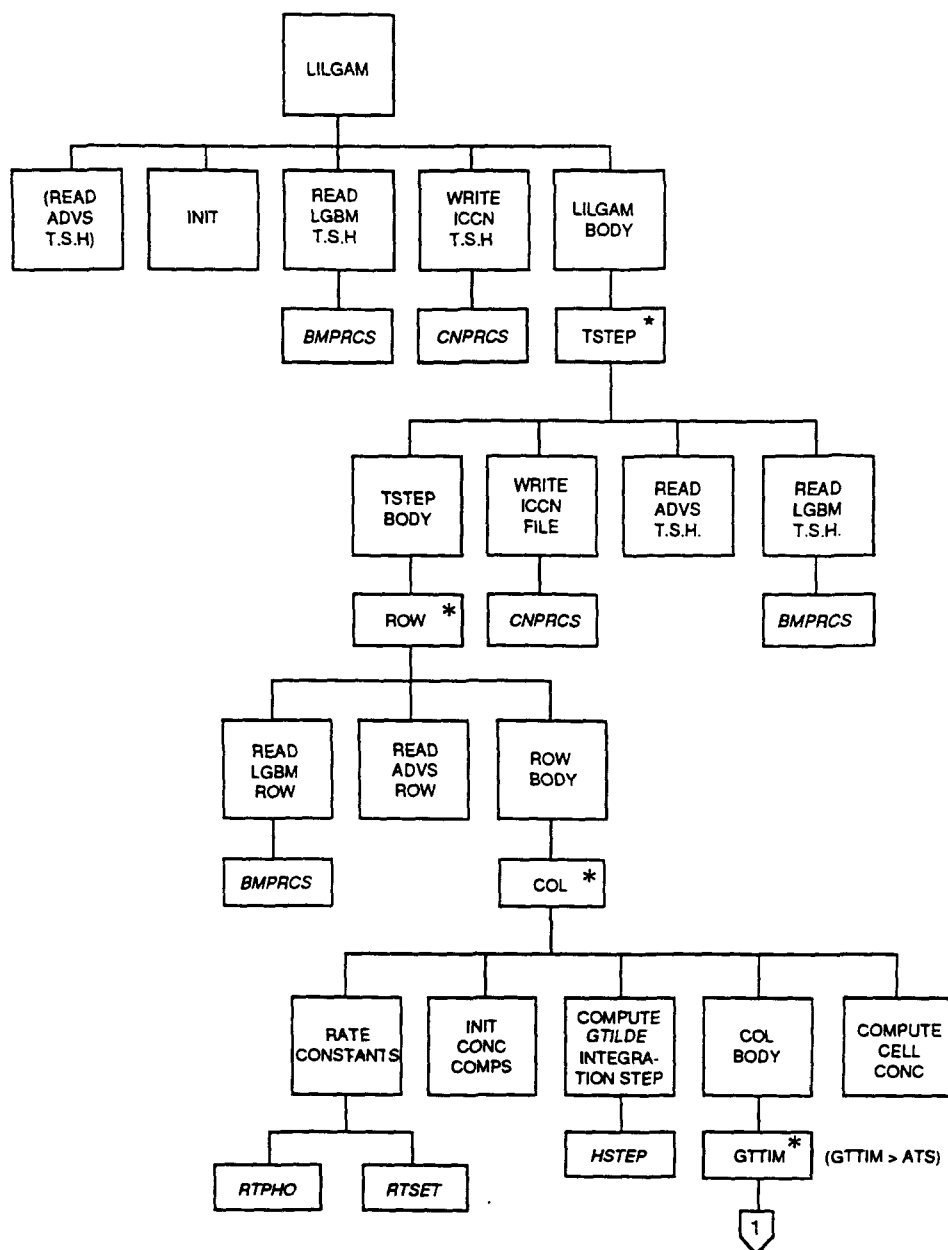 LILGAM
(READ
ADVS
T.S.H)
INIT
READ
LGBM
T.S.H
WRITE
ICCN
T.S.H
LILGAM
BODY
BMPRCS
CNPRCS
TSTEP *
TSTEP
BODY
WRITE
ICCN
FILE
READ
ADVS
T.S.H.
READ
LGBM
T.S.H.
ROW *
CNPRCS
BMPRCS
READ
LGBM
ROW
READ
ADVS
ROW
ROW
BODY
BMPRCS
COL *
RATE
CONSTANTS
INIT
CONC
COMPS
COMPUTE
GTILDE
INTEGRA-
TION STEP
COL
BODY
COMPUTE
CELL
CONC
RTPHO
RTSET
HSTEP
GTTIM * (GTTIM > ATS)
1